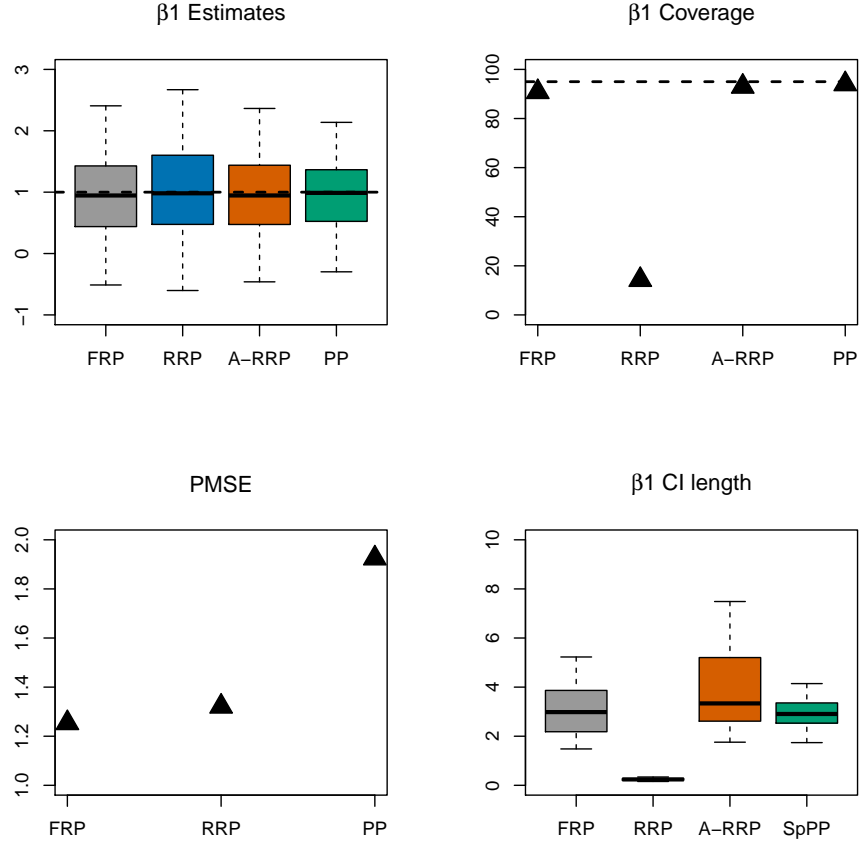 β1 Estimates
3
2
1
0
−1
FRP RRP A−RRP PP
β1 Coverage
100
80
60
40
20
0
FRP RRP A−RRP PP
PMSE
2.0
1.8
1.6
1.4
1.2
1.0
FRP RRP PP
β1 CI length
10
8
6
4
2
0
FRP RRP A−RRP SpPP